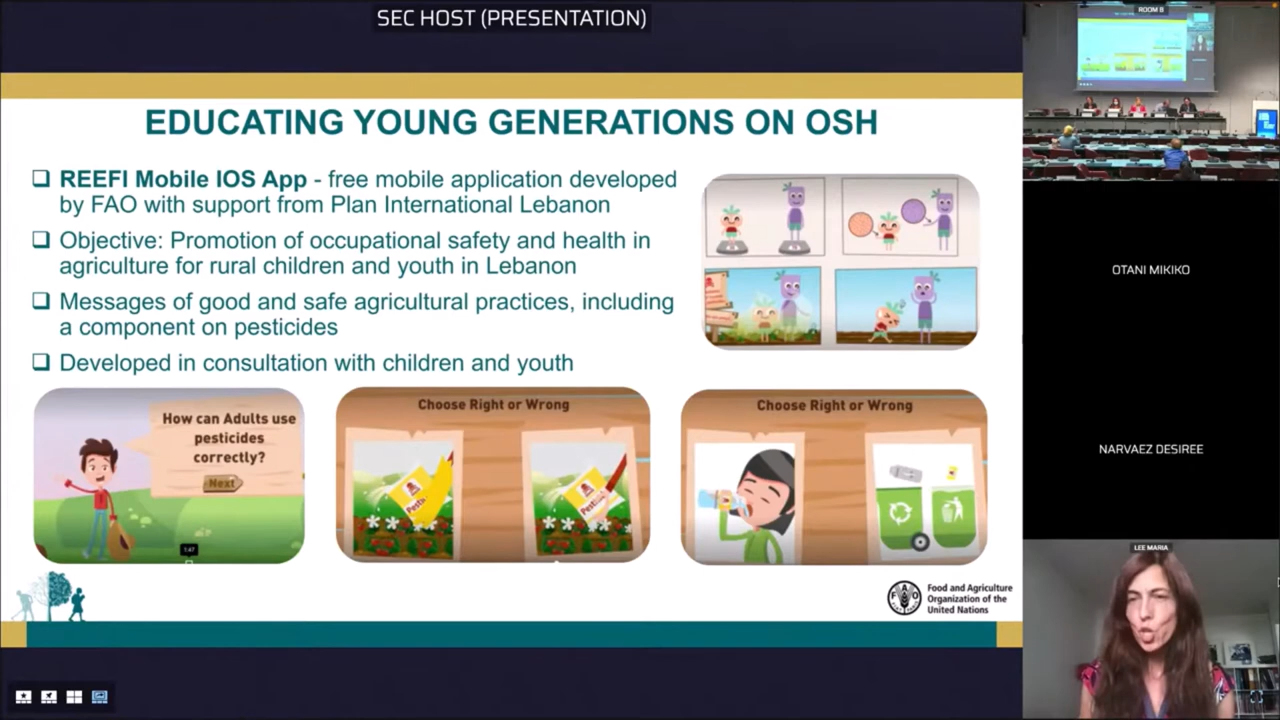 SEC HOST (PRESENTATION)
EDUCATING YOUNG GENERATIONS ON OSH
REEFI Mobile IOS App - free mobile application developed
by FAO with support from Plan International Lebanon
Objective: Promotion of occupational safety and health in
agriculture for rural children and youth in Lebanon
Messages of good and safe agricultural practices, including
a component on pesticides
Developed in consultation with children and youth
How can Adults use
pesticides
correctly?
Next
1:47
Choose Right or Wrong
Choose Right or Wrong
FAO
Food and Agriculture
Organization of the
United Nations
ROOM B
OTANI MIKIKO
NARVAEZ DESIREE
LEE MARIA